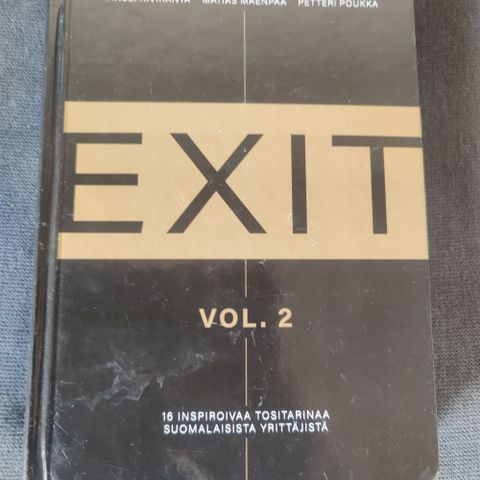 MATIAS MÄENPÄÄ PETTERI POUKKA
EXIT
VOL. 2
16 INSPIROIVAA TOSITARINAA
SUOMALAISISTA YRITTÄJISTÄ